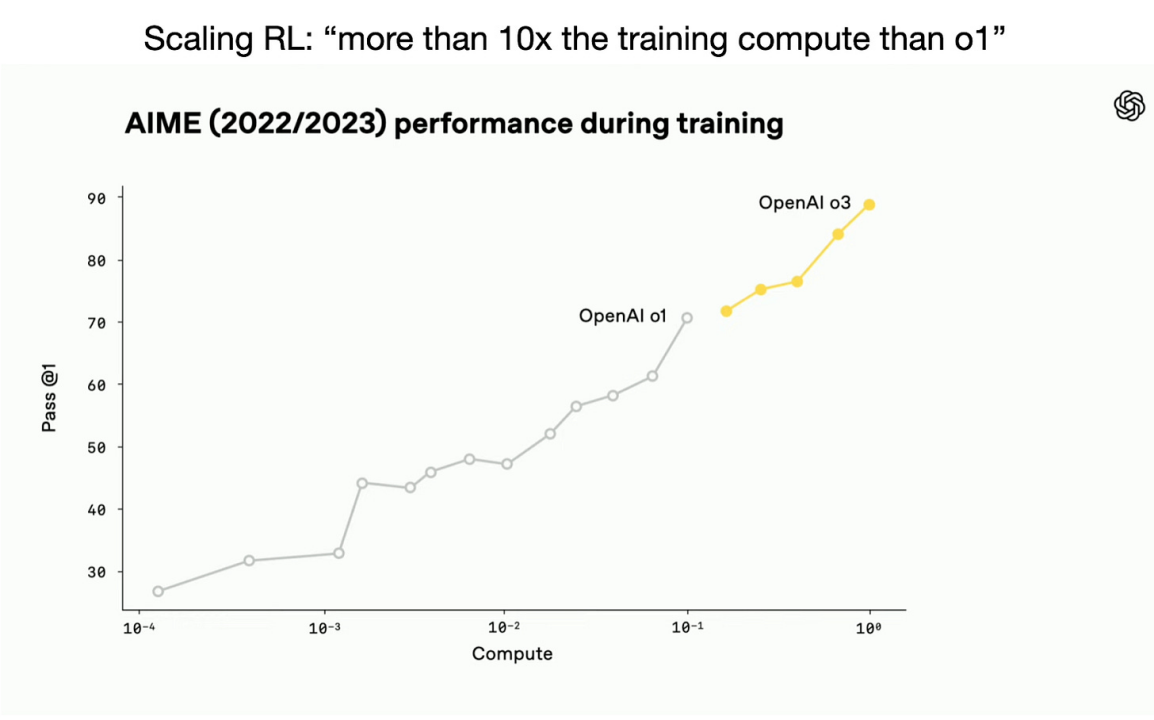 Scaling RL: “more than 10x the training compute than o1”
AIME (2022/2023) performance during training
90
80
70
60
50
40
30
Pass @1
OpenAI o1
OpenAI o3
10⁻⁴
10⁻³
10⁻²
10⁻¹
10⁰
Compute